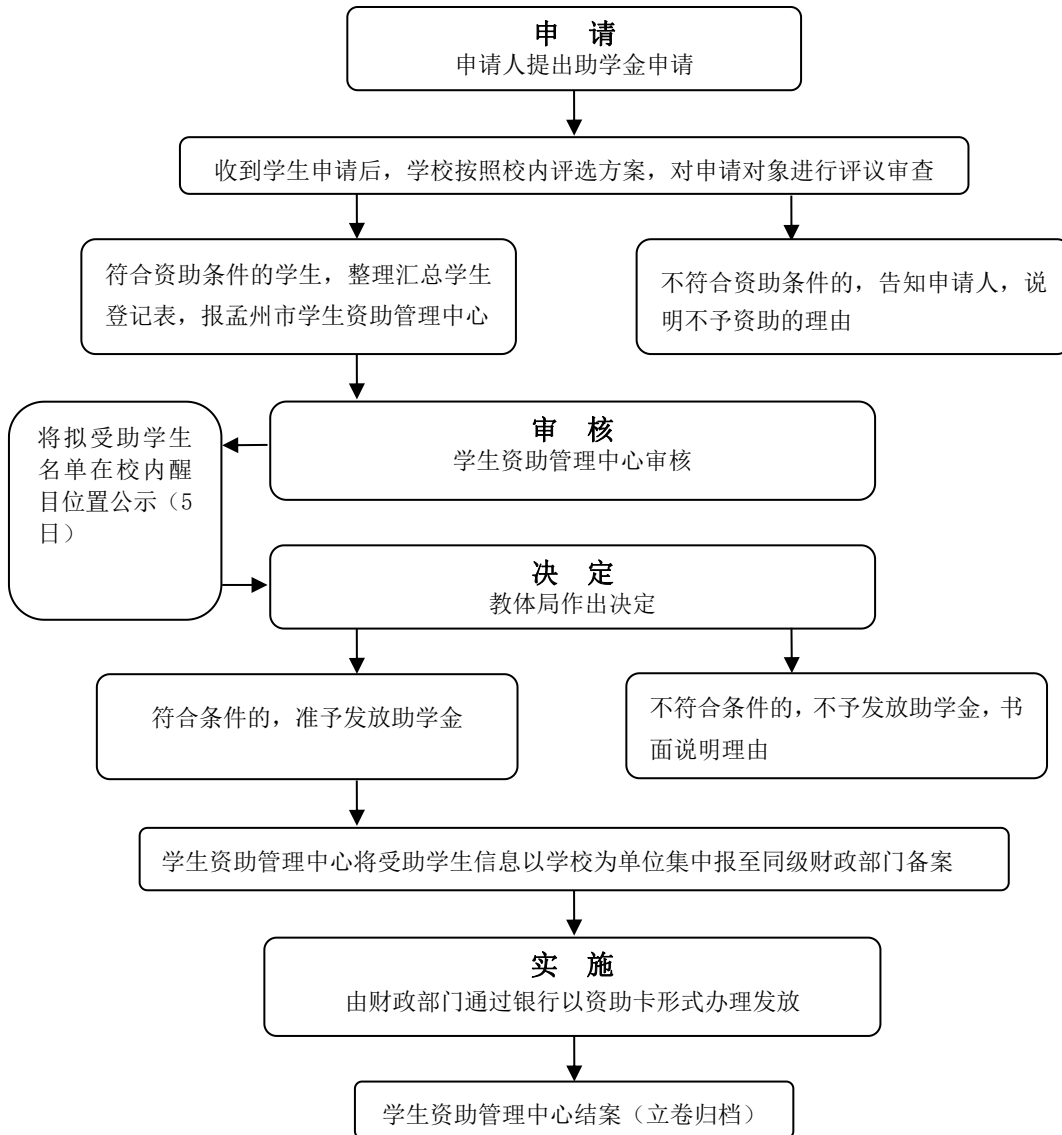 申 请
申请人提出助学金申请
收到学生申请后，学校按照校内评选方案，对申请对象进行评议审查
符合资助条件的学生，整理汇总学生
登记表，报孟州市学生资助管理中心
不符合资助条件的，告知申请人，说
明不予资助的理由
审 核
学生资助管理中心审核
将拟受助学生
名单在校内醒
目位置公示（5
日）
决 定
教体局作出决定
符合条件的，准予发放助学金
不符合条件的，不予发放助学金，书
面说明理由
学生资助管理中心将受助学生信息以学校为单位集中报至同级财政部门备案
实 施
由财政部门通过银行以资助卡形式办理发放
学生资助管理中心结案（立卷归档）